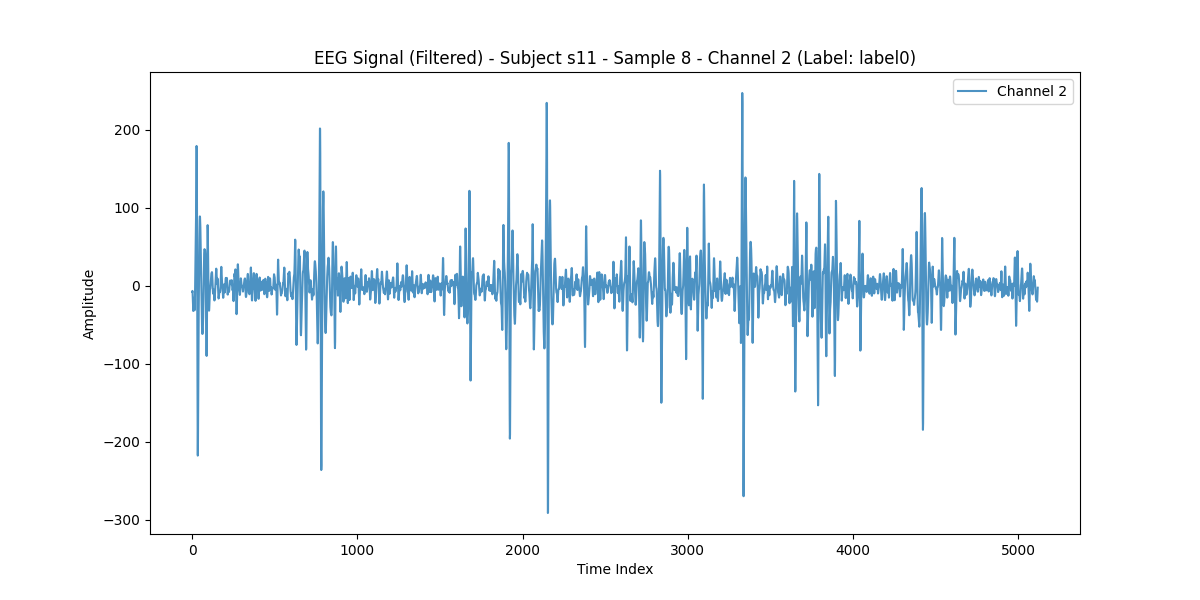 EEG Signal (Filtered) - Subject s11 - Sample 8 - Channel 2 (Label: label0)
Channel 2
200
100
0
−100
−200
−300
Amplitude
0 1000 2000 3000 4000 5000
Time Index